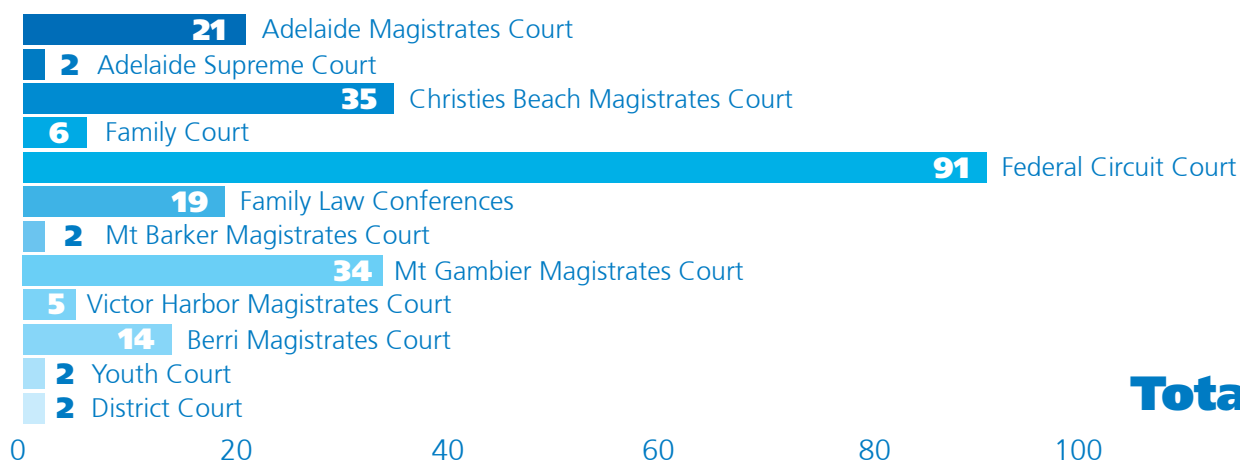 21 Adelaide Magistrates Court
2 Adelaide Supreme Court
35 Christies Beach Magistrates Court
6 Family Court
91 Federal Circuit Court
19 Family Law Conferences
2 Mt Barker Magistrates Court
34 Mt Gambier Magistrates Court
5 Victor Harbor Magistrates Court
14 Berri Magistrates Court
2 Youth Court
2 District Court
0 20 40 60 80 100